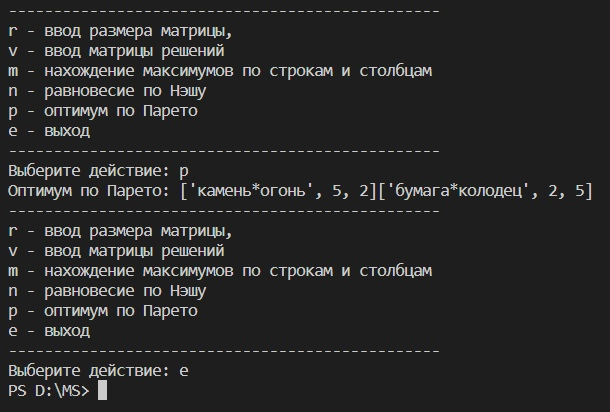 -----------------------------------------------
r - ввод размера матрицы,
v - ввод матрицы решений
m - нахождение максимумов по строкам и столбцам
n - равновесие по Нэшу
p - оптимум по Парето
e - выход
-----------------------------------------------
Выберите действие: p
Оптимум по Парето: ['камень*огонь', 5, 2]['бумага*колодец', 2, 5]
-----------------------------------------------
r - ввод размера матрицы,
v - ввод матрицы решений
m - нахождение максимумов по строкам и столбцам
n - равновесие по Нэшу
p - оптимум по Парето
e - выход
-----------------------------------------------
Выберите действие: e
PS D:\MS>